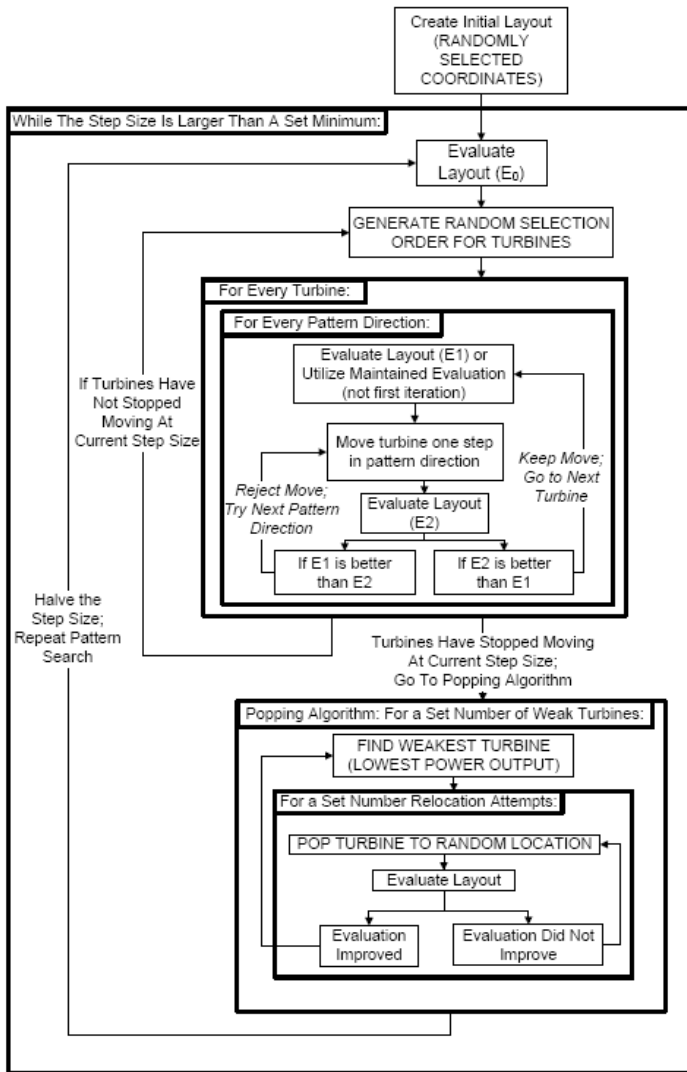 Create Initial Layout
(RANDOMLY
SELECTED
COORDINATES)
While The Step Size Is Larger Than A Set Minimum:
Evaluate
Layout (E0)
GENERATE RANDOM SELECTION
ORDER FOR TURBINES
For Every Turbine:
For Every Pattern Direction:
Evaluate Layout (E1) or
Utilize Maintained Evaluation
(not first iteration)
If Turbines Have
Not Stopped
Moving At
Current Step Size
Move turbine one step
in pattern direction
Keep Move;
Go to Next
Turbine
Reject Move;
Try Next Pattern
Direction
Evaluate Layout
(E2)
If E1 is better
than E2
If E2 is better
than E1
Halve the
Step Size;
Repeat Pattern
Search
Turbines Have Stopped Moving
At Current Step Size;
Go To Popping Algorithm
Popping Algorithm: For a Set Number of Weak Turbines:
FIND WEAKEST TURBINE
(LOWEST POWER OUTPUT)
For a Set Number Relocation Attempts:
POP TURBINE TO RANDOM LOCATION
Evaluate Layout
Evaluation
Improved
Evaluation Did Not
Improve